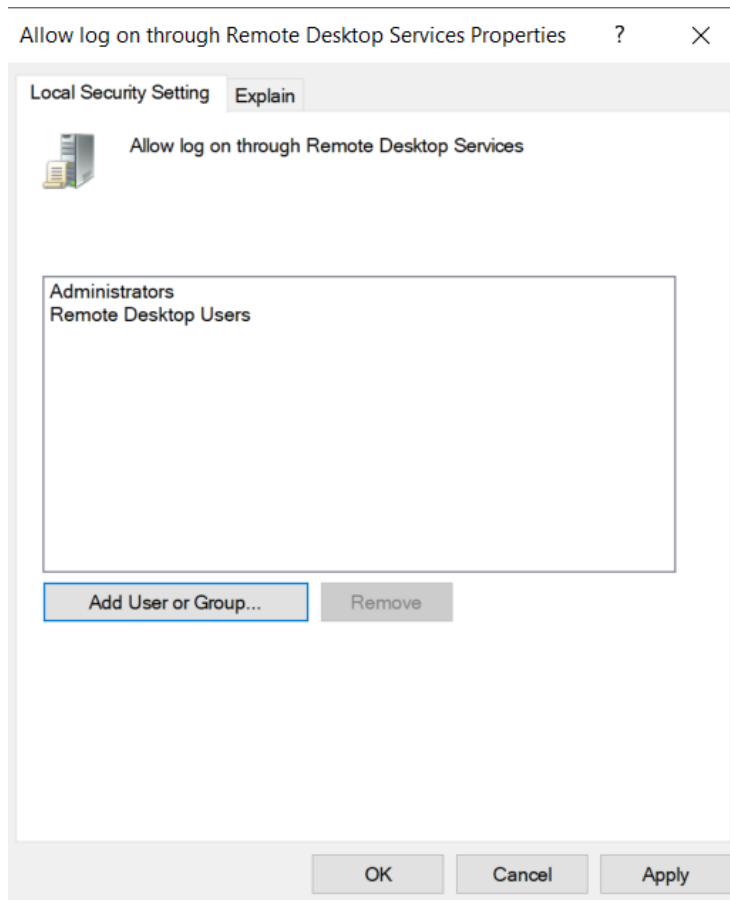 Allow log on through Remote Desktop Services Properties ? ×
Local Security Setting Explain
Allow log on through Remote Desktop Services
Administrators
Remote Desktop Users
Add User or Group... Remove
OK Cancel Apply